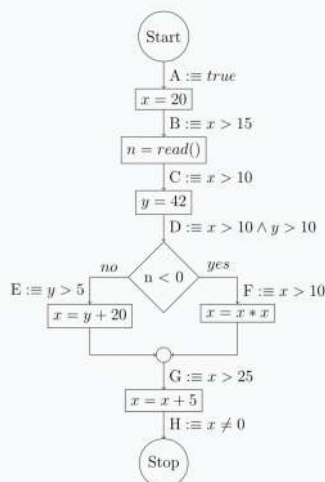 Start
A :≡ true
x = 20
B :≡ x > 15
n = read()
C :≡ x > 10
y = 42
D :≡ x > 10 ∧ y > 10
no
n < 0
yes
E :≡ y > 5
F :≡ x > 10
x = y + 20
x = x ∗ x
G :≡ x > 25
x = x + 5
H :≡ x ≠ 0
Stop